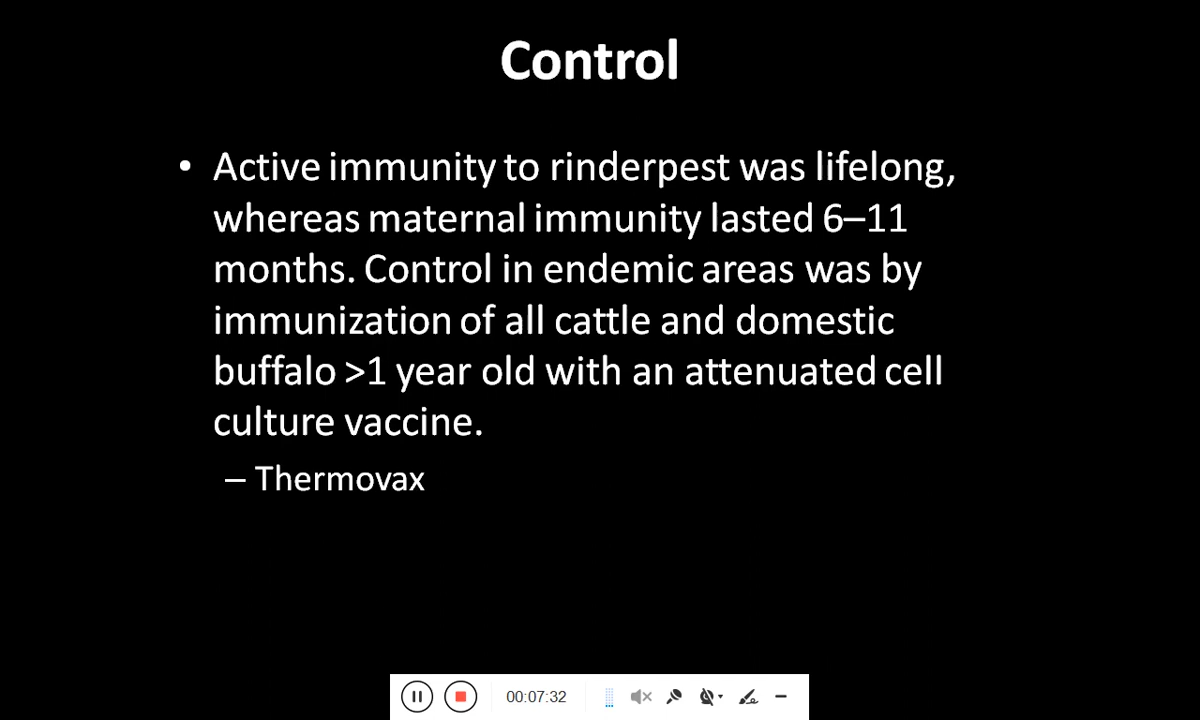 Control
• Active immunity to rinderpest was lifelong,
whereas maternal immunity lasted 6–11
months. Control in endemic areas was by
immunization of all cattle and domestic
buffalo >1 year old with an attenuated cell
culture vaccine.
– Thermovax
00:07:32